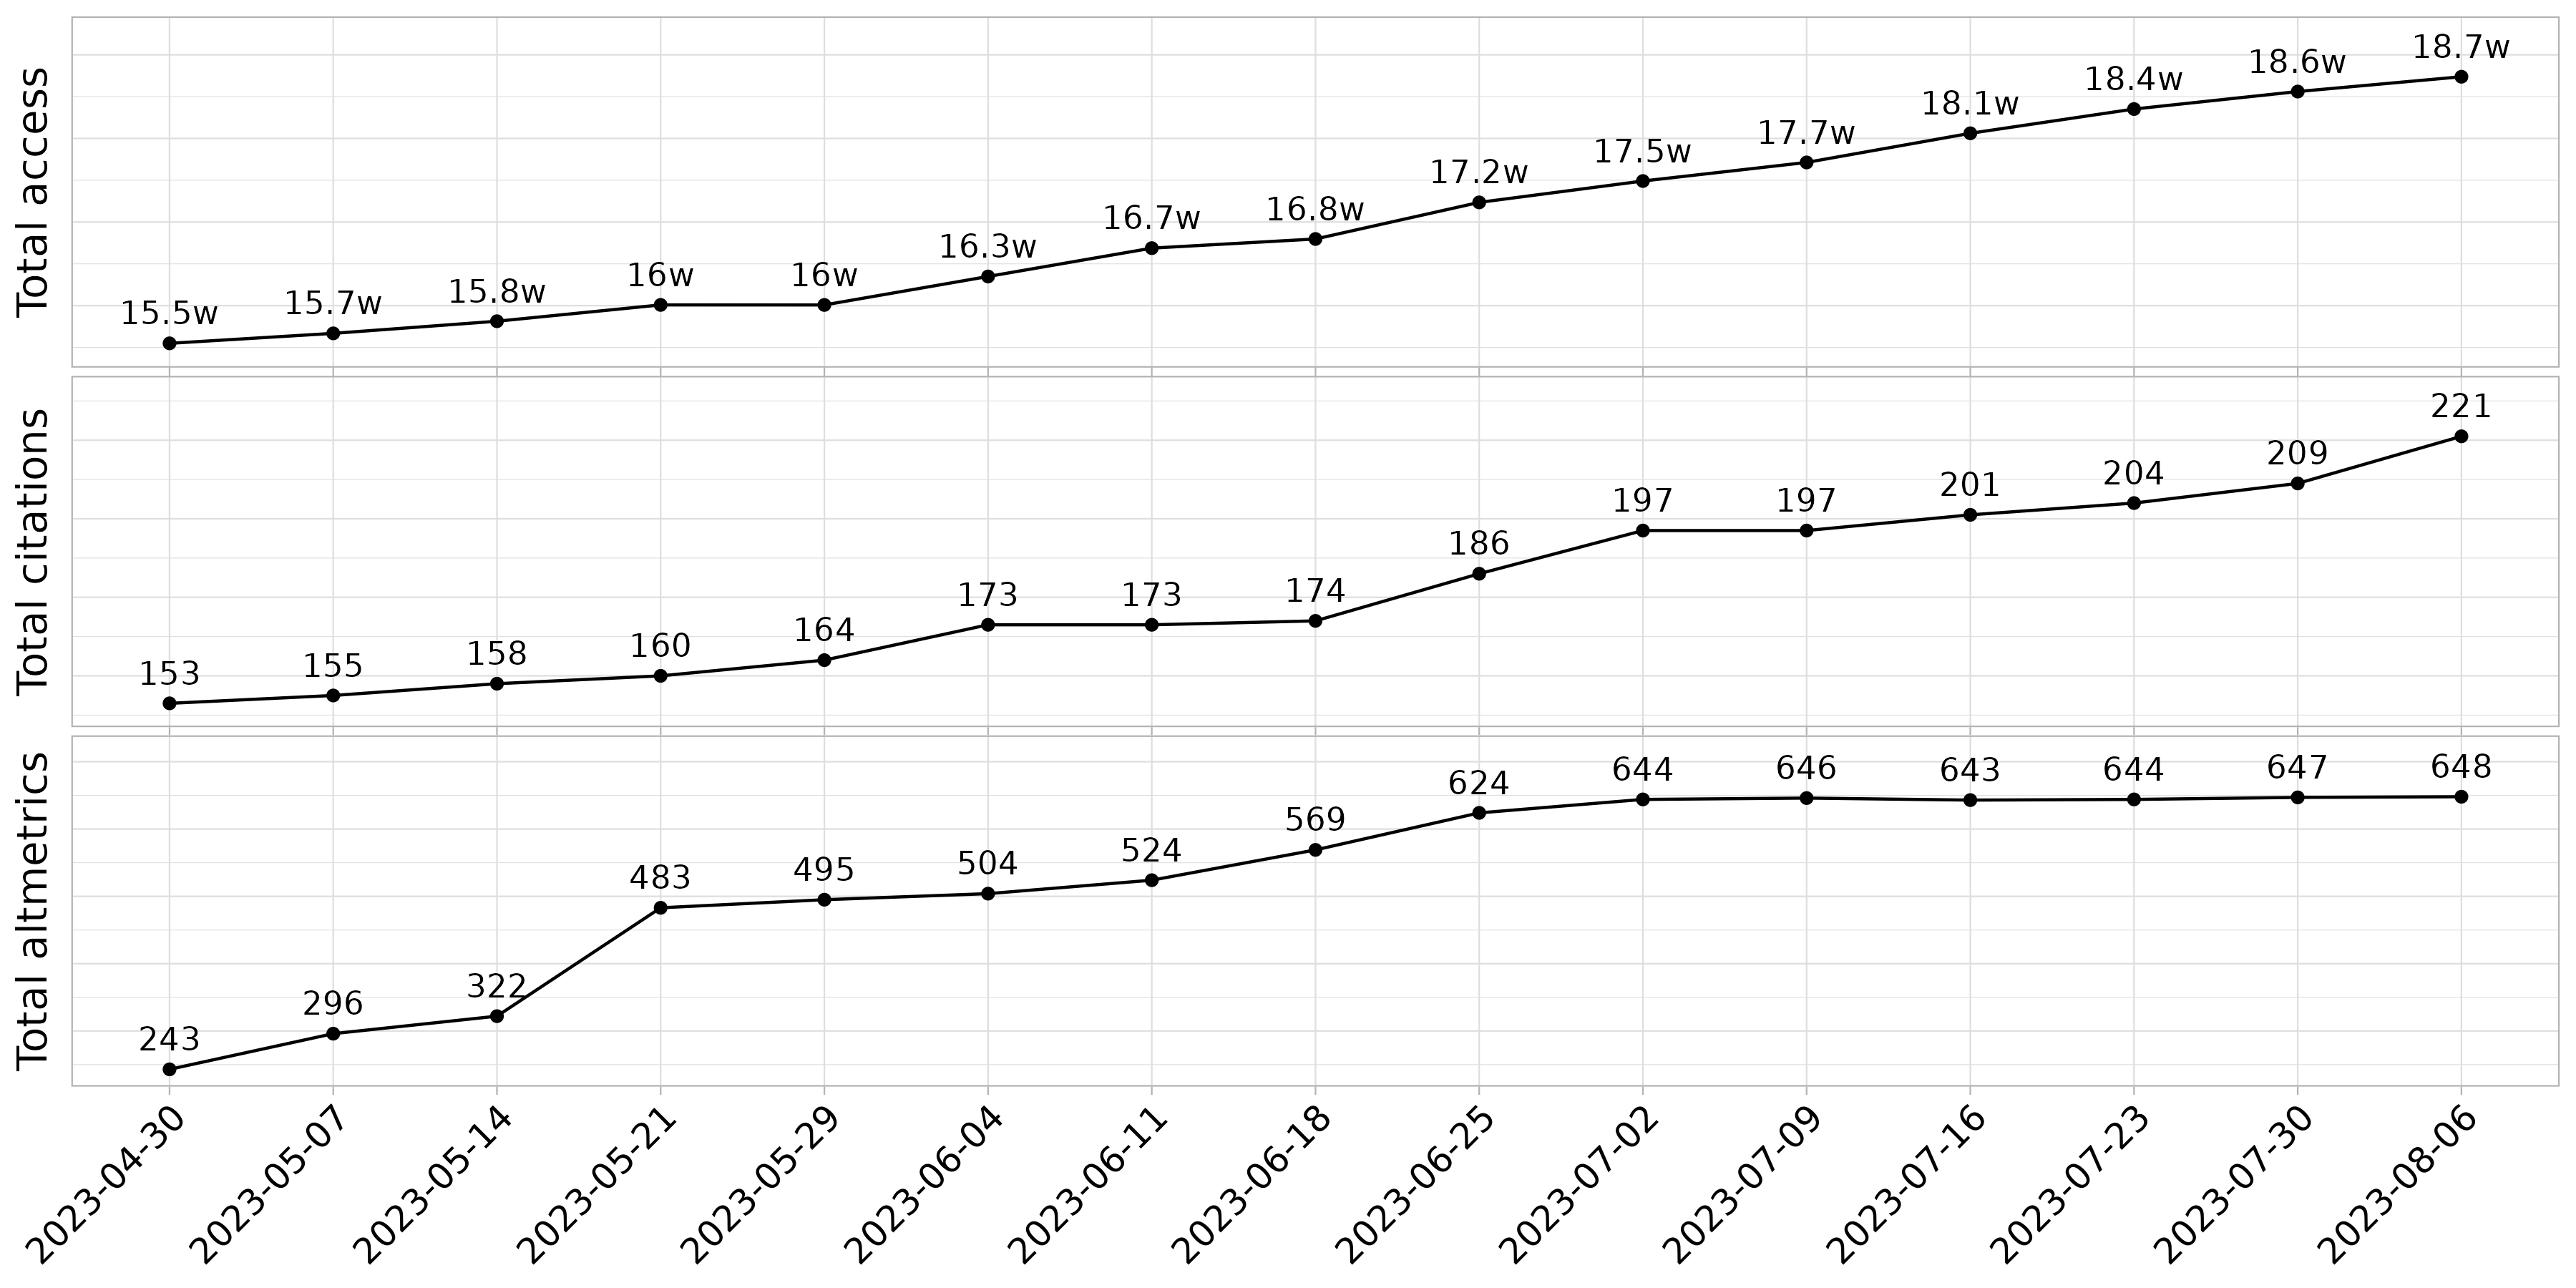 Total access
15.5w 15.7w 15.8w 16w 16w 16.3w 16.7w 16.8w 17.2w 17.5w 17.7w 18.1w 18.4w 18.6w 18.7w
Total citations
153 155 158 160 164 173 173 174 186 197 197 201 204 209 221
Total altmetrics
243 296 322 483 495 504 524 569 624 644 646 643 644 647 648
2023-04-30 2023-05-07 2023-05-14 2023-05-21 2023-05-29 2023-06-04 2023-06-11 2023-06-18 2023-06-25 2023-07-02 2023-07-09 2023-07-16 2023-07-23 2023-07-30 2023-08-06